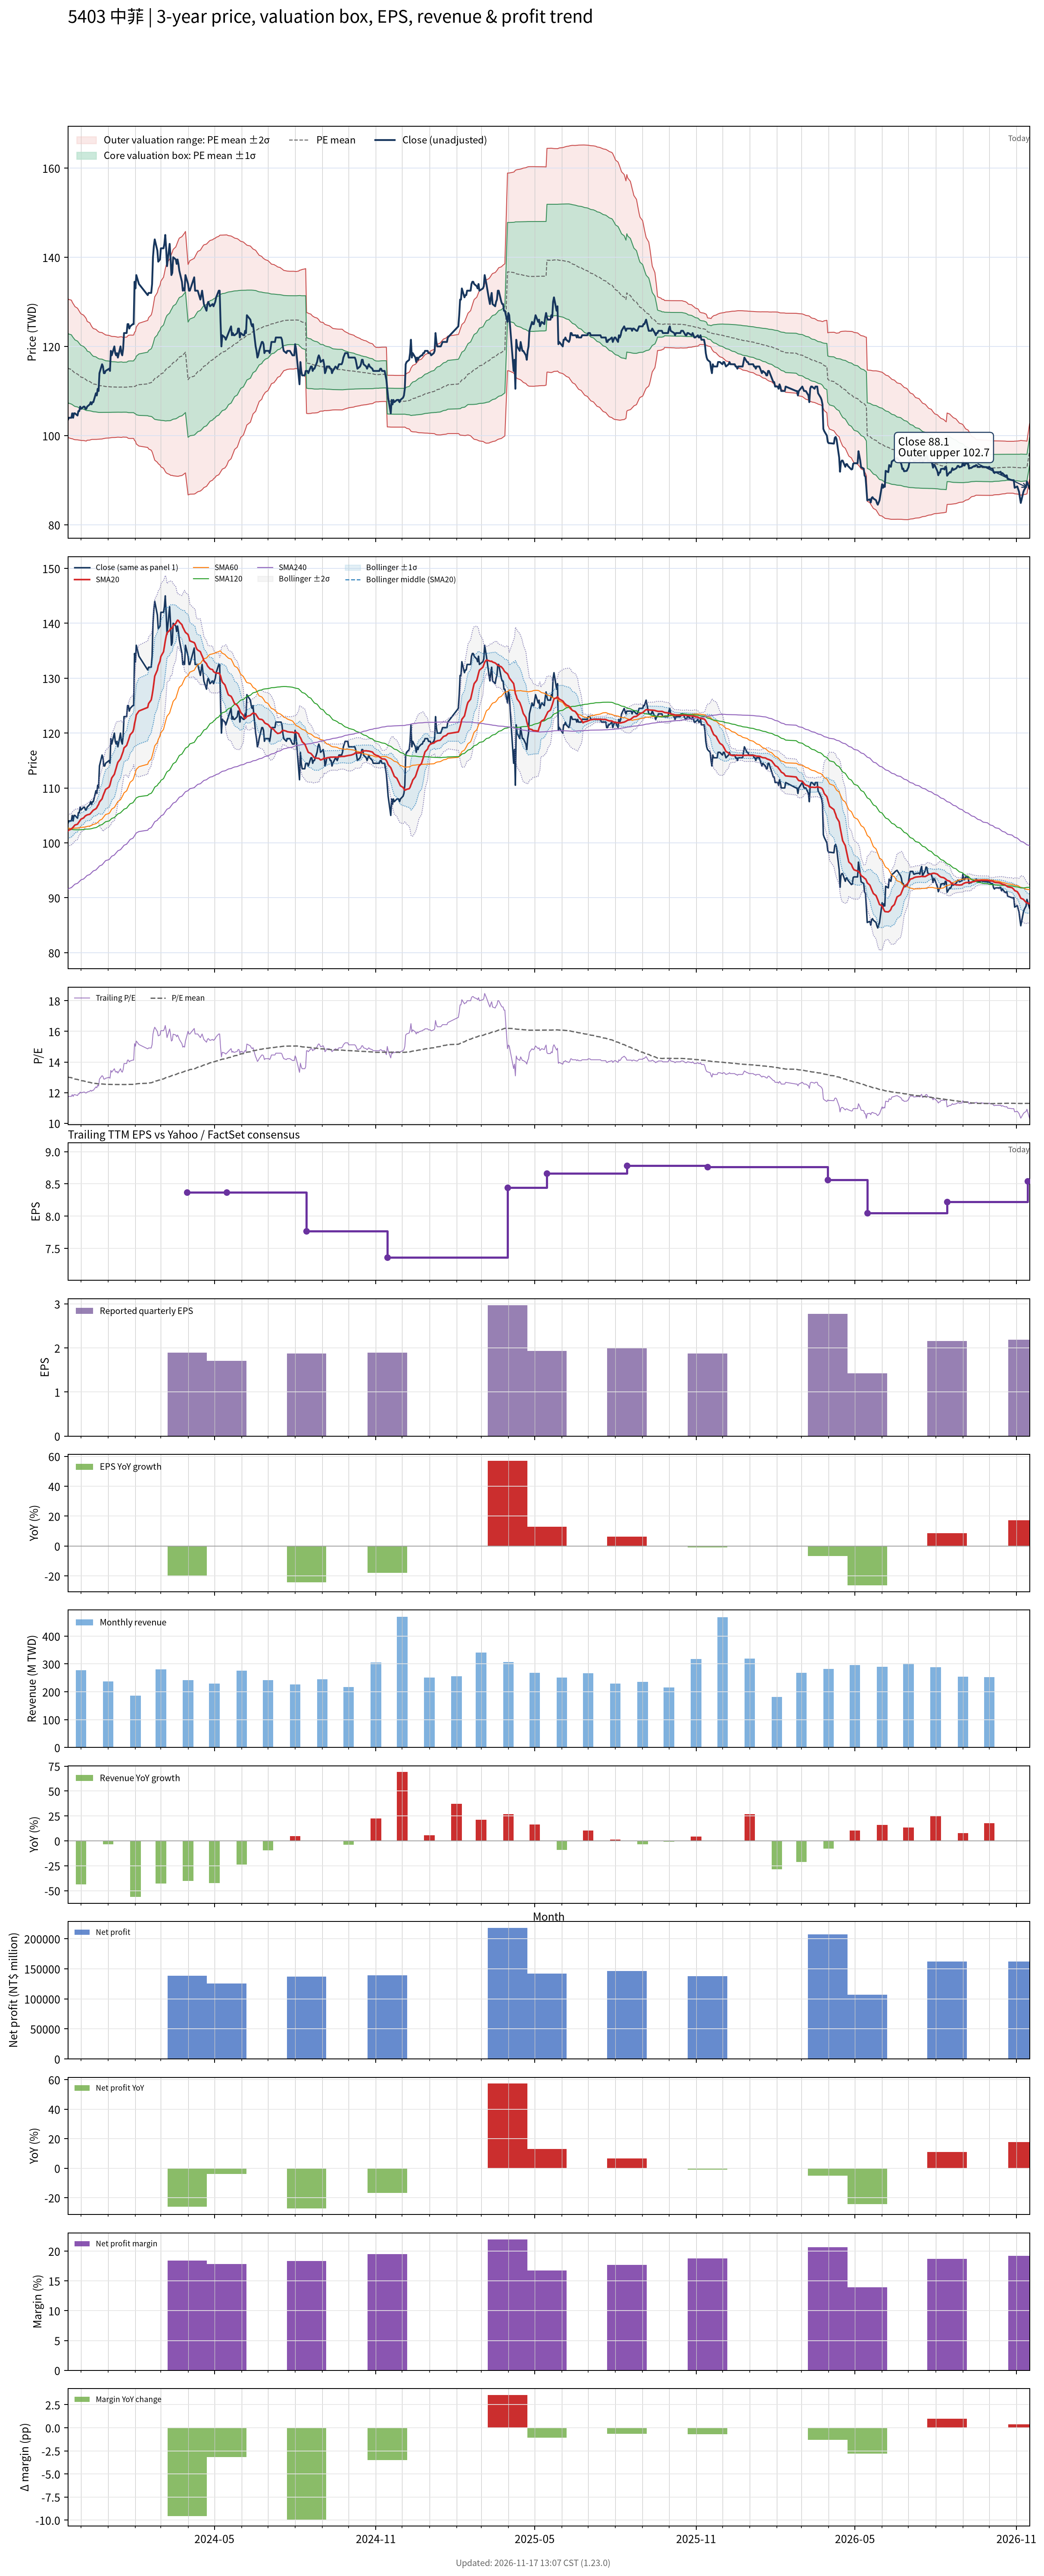 5403 中菲 | 3-year price, valuation box, EPS, revenue & profit trend
Outer valuation range: PE mean ±2σ
Core valuation box: PE mean ±1σ
PE mean
Close (unadjusted)
Today
Price (TWD)
160
140
120
100
80
Close 88.1
Outer upper 102.7
Close (same as panel 1)
SMA20
SMA60
SMA120
SMA240
Bollinger ±2σ
Bollinger ±1σ
Bollinger middle (SMA20)
Price
150
140
130
120
110
100
90
80
Trailing P/E
P/E mean
P/E
18
16
14
12
10
Trailing TTM EPS vs Yahoo / FactSet consensus
Today
EPS
9.0
8.5
8.0
7.5
Reported quarterly EPS
EPS
3
2
1
0
EPS YoY growth
YoY (%)
60
40
20
0
-20
Monthly revenue
Revenue (M TWD)
400
300
200
100
0
Revenue YoY growth
YoY (%)
75
50
25
0
-25
-50
Month
Net profit
Net profit (NT$ million)
200000
150000
100000
50000
0
Net profit YoY
YoY (%)
60
40
20
0
-20
Net profit margin
Margin (%)
20
15
10
5
0
Margin YoY change
Δ margin (pp)
2.5
0.0
-2.5
-5.0
-7.5
-10.0
2024-05
2024-11
2025-05
2025-11
2026-05
2026-11
Updated: 2026-11-17 13:07 CST (1.23.0)